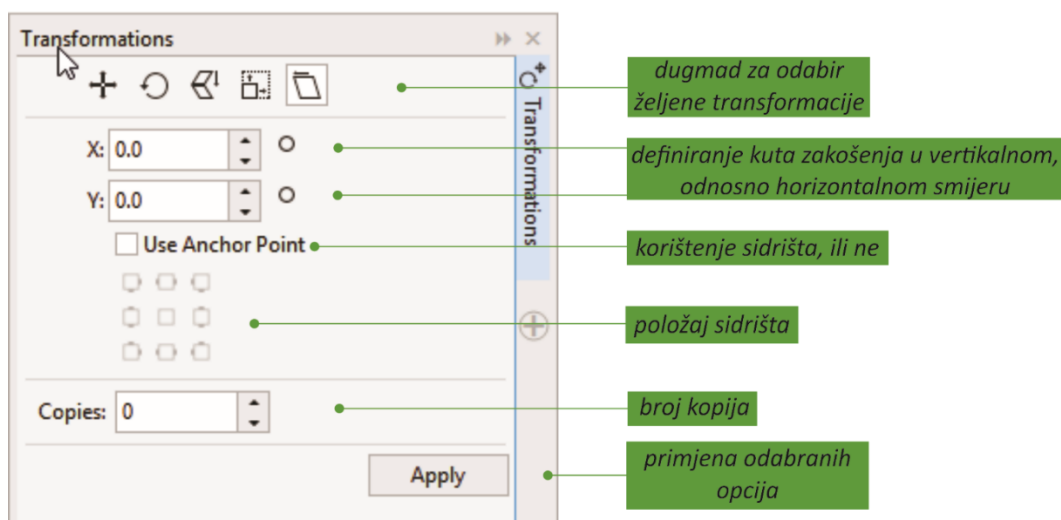 Transformations
dugmad za odabir
željene transformacije
Transformations
X: 0.0
definiranje kuta zakošenja u vertikalnom,
odnosno horizontalnom smijeru
Y: 0.0
Use Anchor Point
korištenje sidrišta, ili ne
položaj sidrišta
Copies: 0
broj kopija
Apply
primjena odabranih
opcija